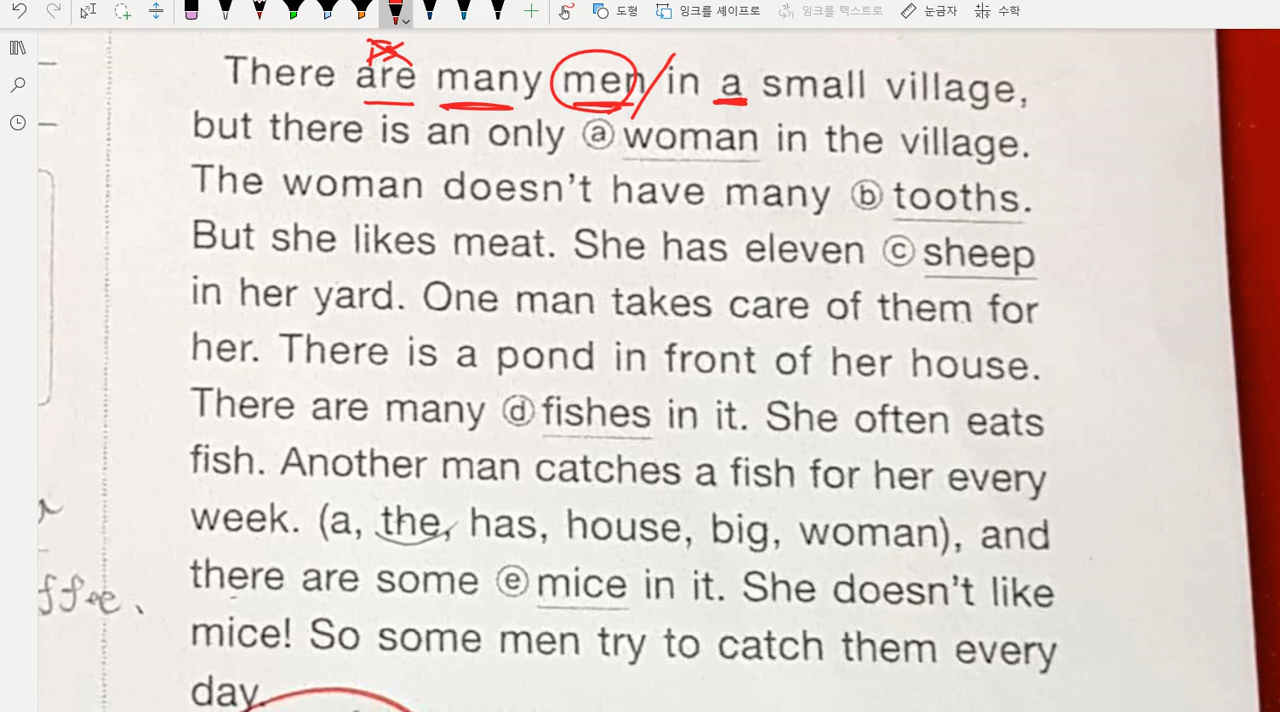 도형 잉크를 셰이프로 잉크를 텍스트로 눈금자 수학
There are many men in a small village,
but there is an only ⓐ woman in the village.
The woman doesn't have many ⓑ tooths.
But she likes meat. She has eleven ⓒ sheep
in her yard. One man takes care of them for
her. There is a pond in front of her house.
There are many ⓓ fishes in it. She often eats
fish. Another man catches a fish for her every
week. (a, the, has, house, big, woman), and
there are some ⓔ mice in it. She doesn't like
mice! So some men try to catch them every
day.